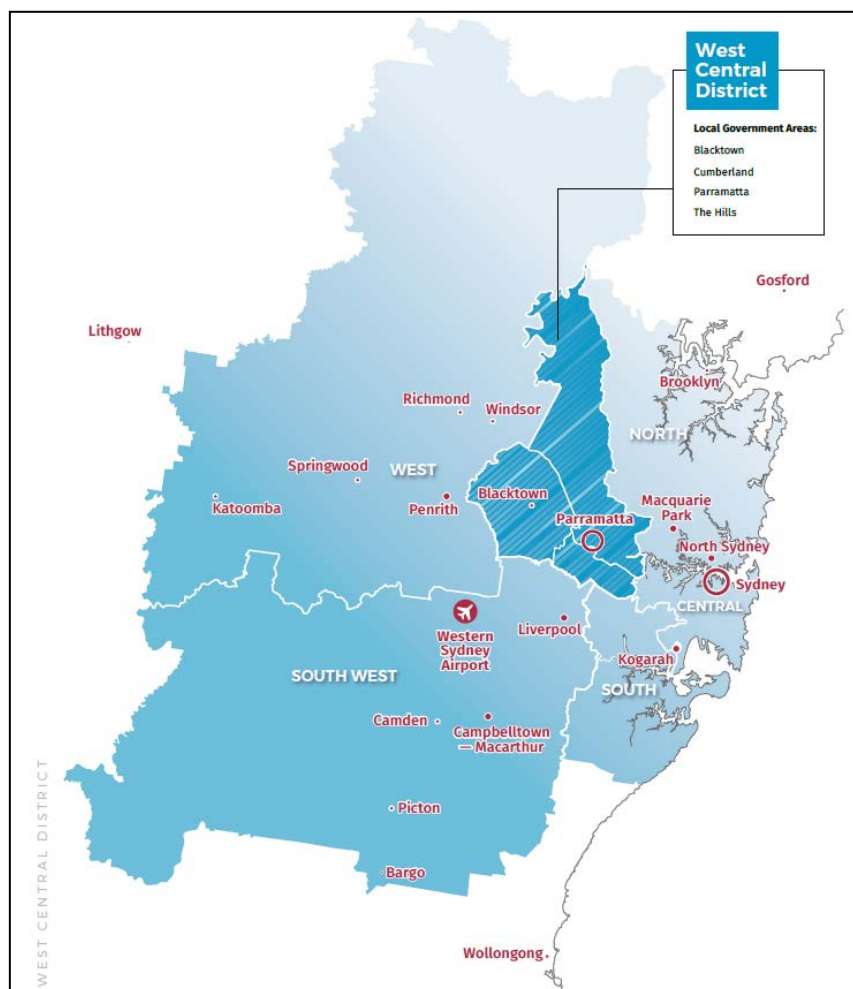 West
Central
District
Local Government Areas:
Blacktown
Cumberland
Parramatta
The Hills
Gosford
Lithgow
Brooklyn
Richmond
Windsor
NORTH
Springwood
WEST
Katoomba
Penrith
Blacktown
Macquarie
Park
Parramatta
North Sydney
Sydney
CENTRAL
Western
Sydney
Airport
Liverpool
Kogarah
SOUTH WEST
SOUTH
Camden
Campbelltown
— Macarthur
Picton
Bargo
Wollongong
WEST CENTRAL DISTRICT